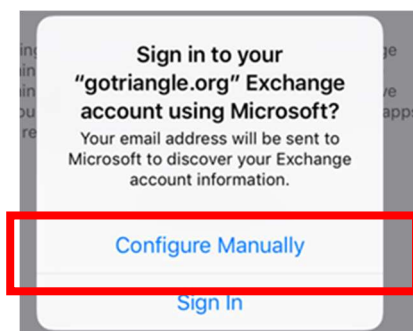 Sign in to your
“gotriangle.org” Exchange
account using Microsoft?
Your email address will be sent to
Microsoft to discover your Exchange
account information.
Configure Manually
Sign In